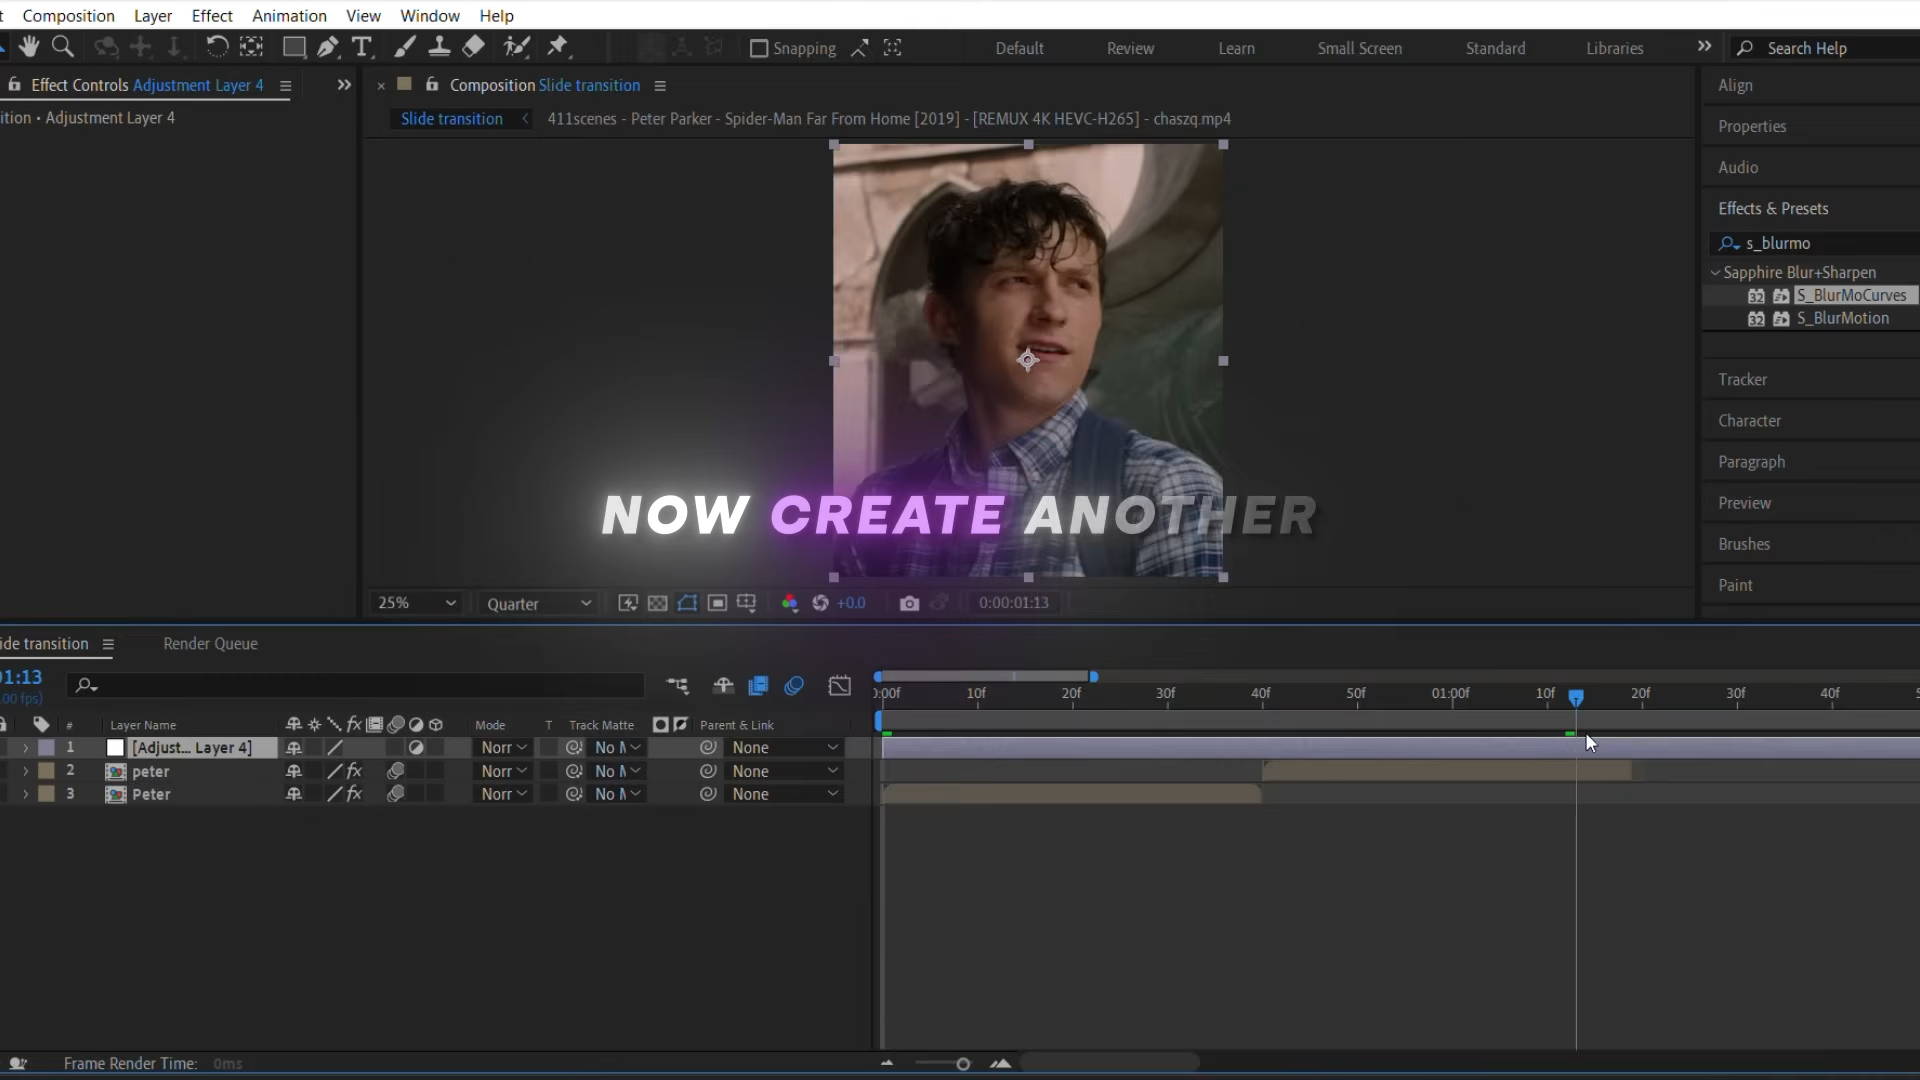 Composition Layer Effect Animation View Window Help
Snapping Default Review Learn Small Screen Standard Libraries Search Help
Effect Controls Adjustment Layer 4
ition • Adjustment Layer 4
Composition Slide transition
Slide transition 411scenes - Peter Parker - Spider-Man Far From Home [2019] - [REMUX 4K HEVC-H265] - chaszq.mp4
Align
Properties
Audio
Effects & Presets
s_blurmo
Sapphire Blur+Sharpen
32 S_BlurMoCurves
32 S_BlurMotion
Tracker
Character
Paragraph
Preview
Brushes
Paint
NOW CREATE ANOTHER
25% Quarter +0.0 0:00:01:13
ide transition Render Queue
01:13
.00 fps)
):00f 10f 20f 30f 40f 50f 01:00f 10f 20f 30f 40f 5
# Layer Name fx Mode T Track Matte Parent & Link
1 [Adjust... Layer 4] Norr No M None
2 peter fx Norr No M None
3 Peter fx Norr No M None
Frame Render Time: 0ms